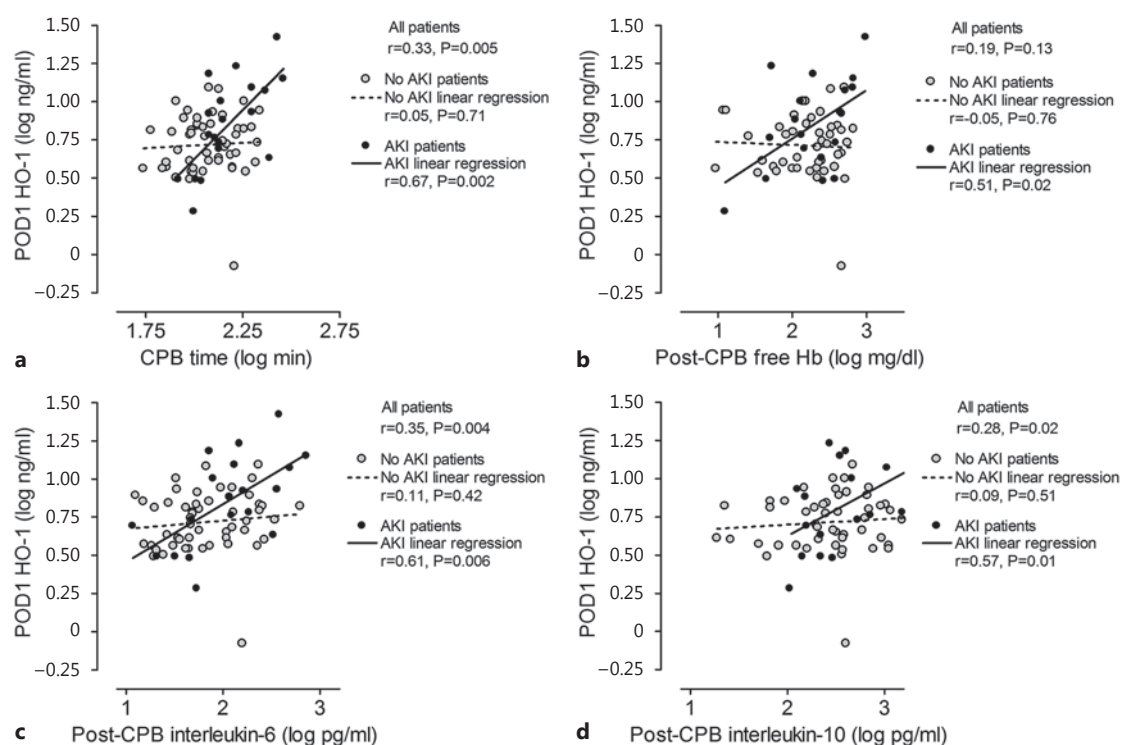 1.50
1.25
1.00
0.75
0.50
0.25
0
−0.25
POD1 HO-1 (log ng/ml)
1.75 2.25 2.75
CPB time (log min)
a
All patients
r=0.33, P=0.005
No AKI patients
No AKI linear regression
r=0.05, P=0.71
AKI patients
AKI linear regression
r=0.67, P=0.002
1.50
1.25
1.00
0.75
0.50
0.25
0
−0.25
POD1 HO-1 (log ng/ml)
1 2 3
Post-CPB free Hb (log mg/dl)
b
All patients
r=0.19, P=0.13
No AKI patients
No AKI linear regression
r=-0.05, P=0.76
AKI patients
AKI linear regression
r=0.51, P=0.02
1.50
1.25
1.00
0.75
0.50
0.25
0
−0.25
POD1 HO-1 (log ng/ml)
1 2 3
Post-CPB interleukin-6 (log pg/ml)
c
All patients
r=0.35, P=0.004
No AKI patients
No AKI linear regression
r=0.11, P=0.42
AKI patients
AKI linear regression
r=0.61, P=0.006
1.50
1.25
1.00
0.75
0.50
0.25
0
−0.25
POD1 HO-1 (log ng/ml)
1 2 3
Post-CPB interleukin-10 (log pg/ml)
d
All patients
r=0.28, P=0.02
No AKI patients
No AKI linear regression
r=0.09, P=0.51
AKI patients
AKI linear regression
r=0.57, P=0.01